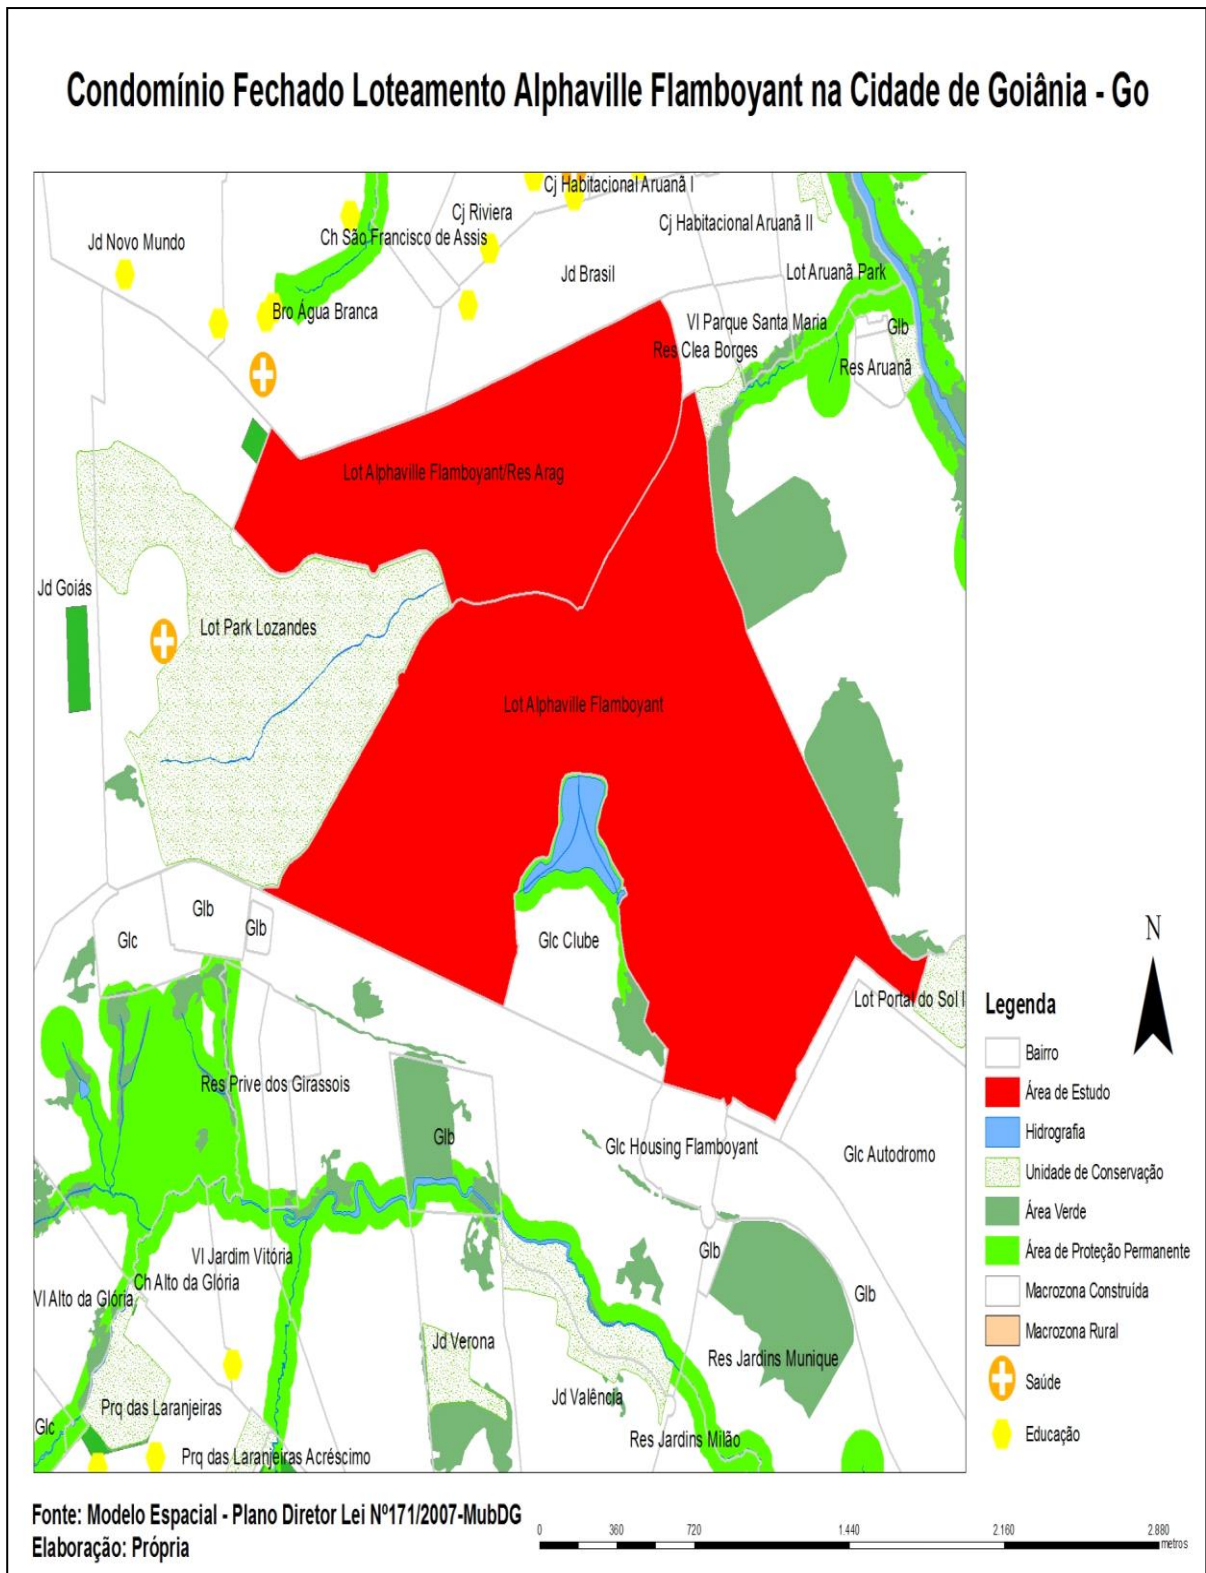 Condomínio Fechado Loteamento Alphaville Flamboyant na Cidade de Goiânia - Go
Cj Habitacional Aruanã I
Cj Riviera
Cj Habitacional Aruanã II
Jd Novo Mundo
Ch São Francisco de Assis
Jd Brasil
Lot Aruanã Park
Bro Água Branca
VI Parque Santa Maria
Glb
Res Clea Borges
Res Aruanã
Lot Alphaville Flamboyant/Res Arag
Jd Goiás
Lot Park Lozandes
Lot Alphaville Flamboyant
Glb
Glb
Glc
Glc Clube
Lot Portal do Sol I
Res Prive dos Girassois
Glb
Glc Housing Flamboyant
Glc Autodromo
VI Jardim Vitória
Glb
Ch Alto da Glória
VI Alto da Glória
Glb
Jd Verona
Res Jardins Munique
Jd Valência
Prq das Laranjeiras
Glc
Res Jardins Milão
Prq das Laranjeiras Acréscimo
N
Legenda
Bairro
Área de Estudo
Hidrografia
Unidade de Conservação
Área Verde
Área de Proteção Permanente
Macrozona Construída
Macrozona Rural
Saúde
Educação
Fonte: Modelo Espacial - Plano Diretor Lei Nº171/2007-MubDG
Elaboração: Própria
0 360 720 1.440 2.160 2.880
metros